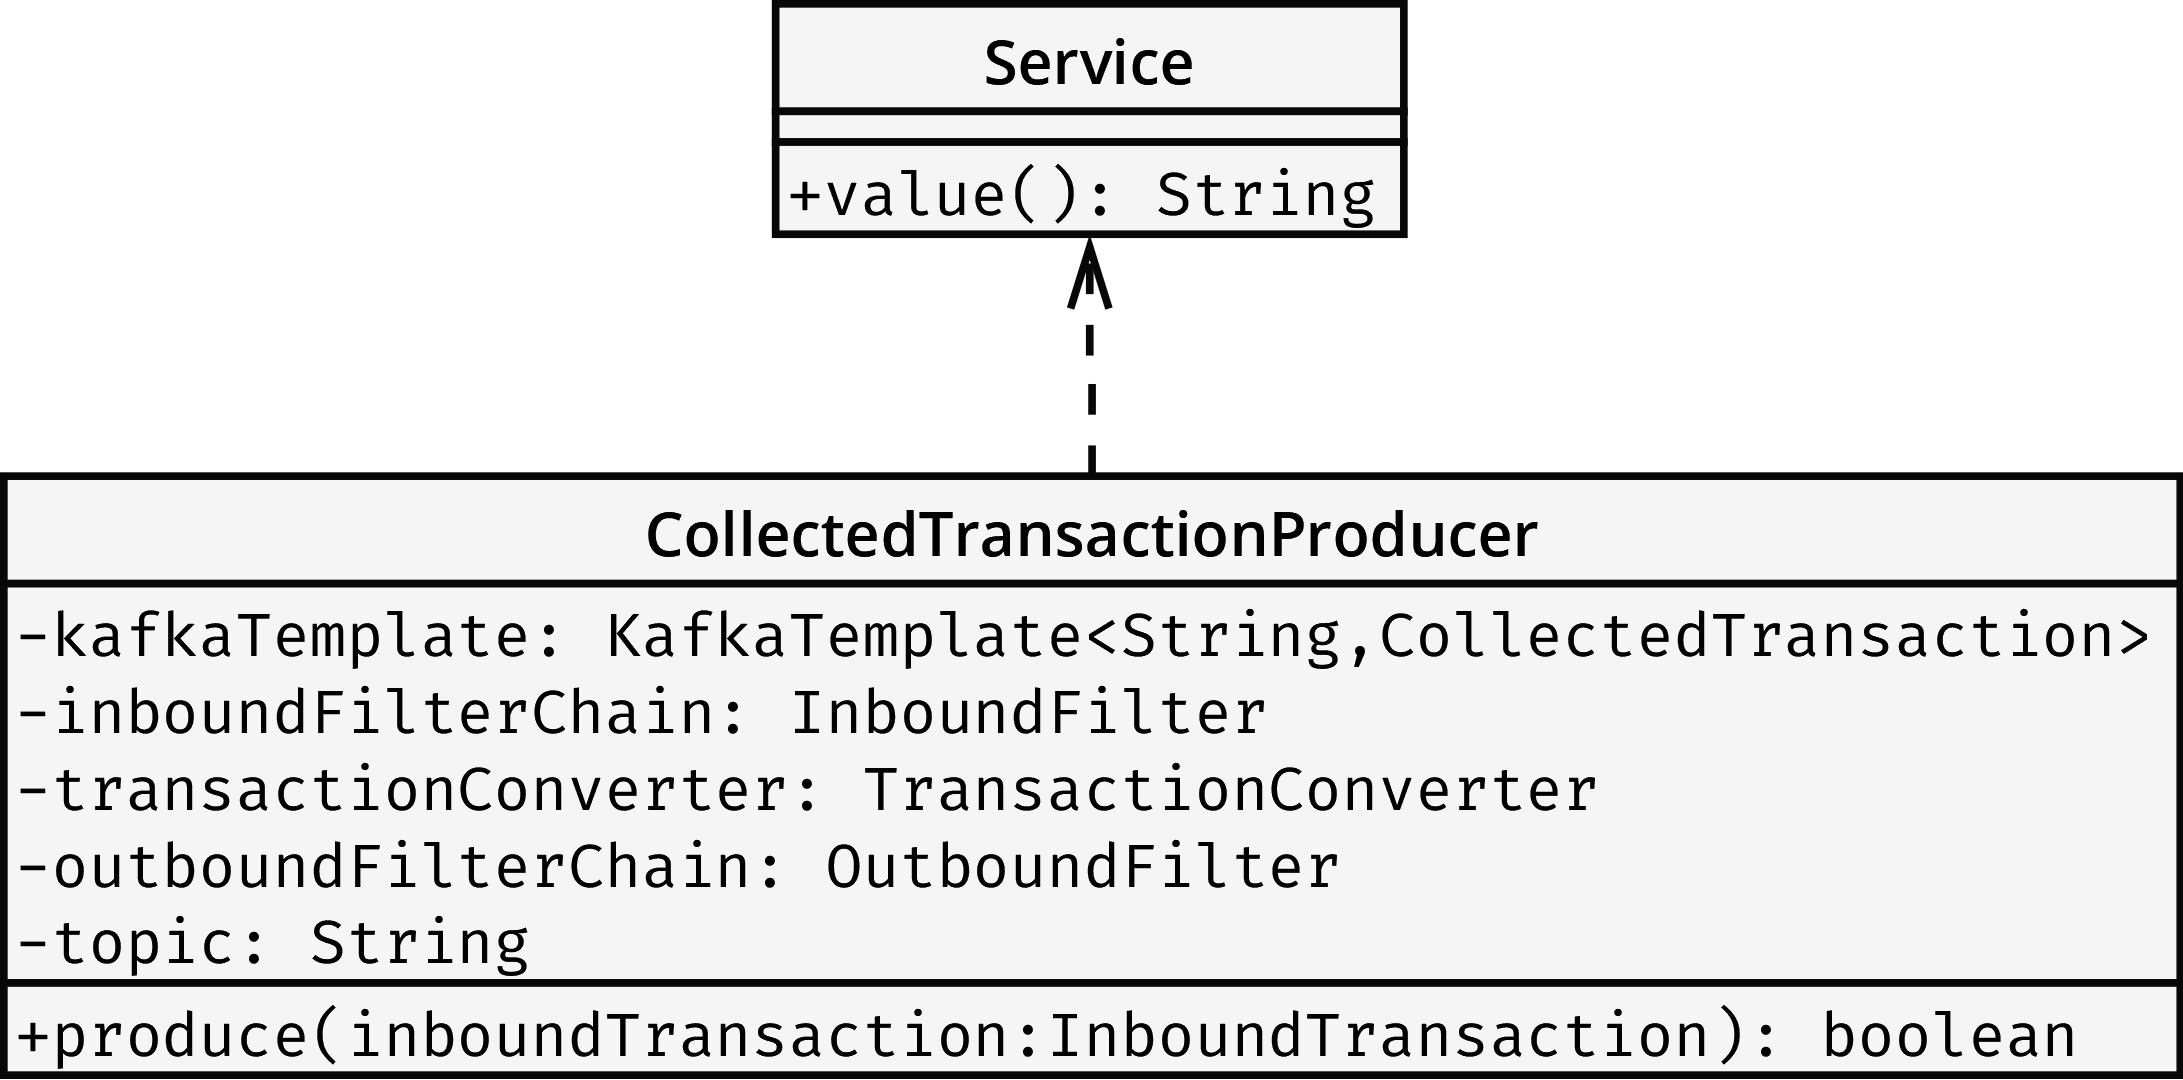 Service
+value(): String
CollectedTransactionProducer
-kafkaTemplate: KafkaTemplate<String,CollectedTransaction>
-inboundFilterChain: InboundFilter
-transactionConverter: TransactionConverter
-outboundFilterChain: OutboundFilter
-topic: String
+produce(inboundTransaction:InboundTransaction): boolean